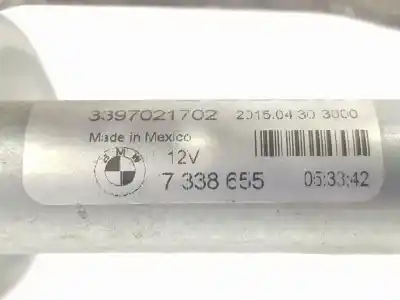 3397021702 2015.04.30 3000
Made in Mexico
12V
BMW
7 338 655 05:33:42